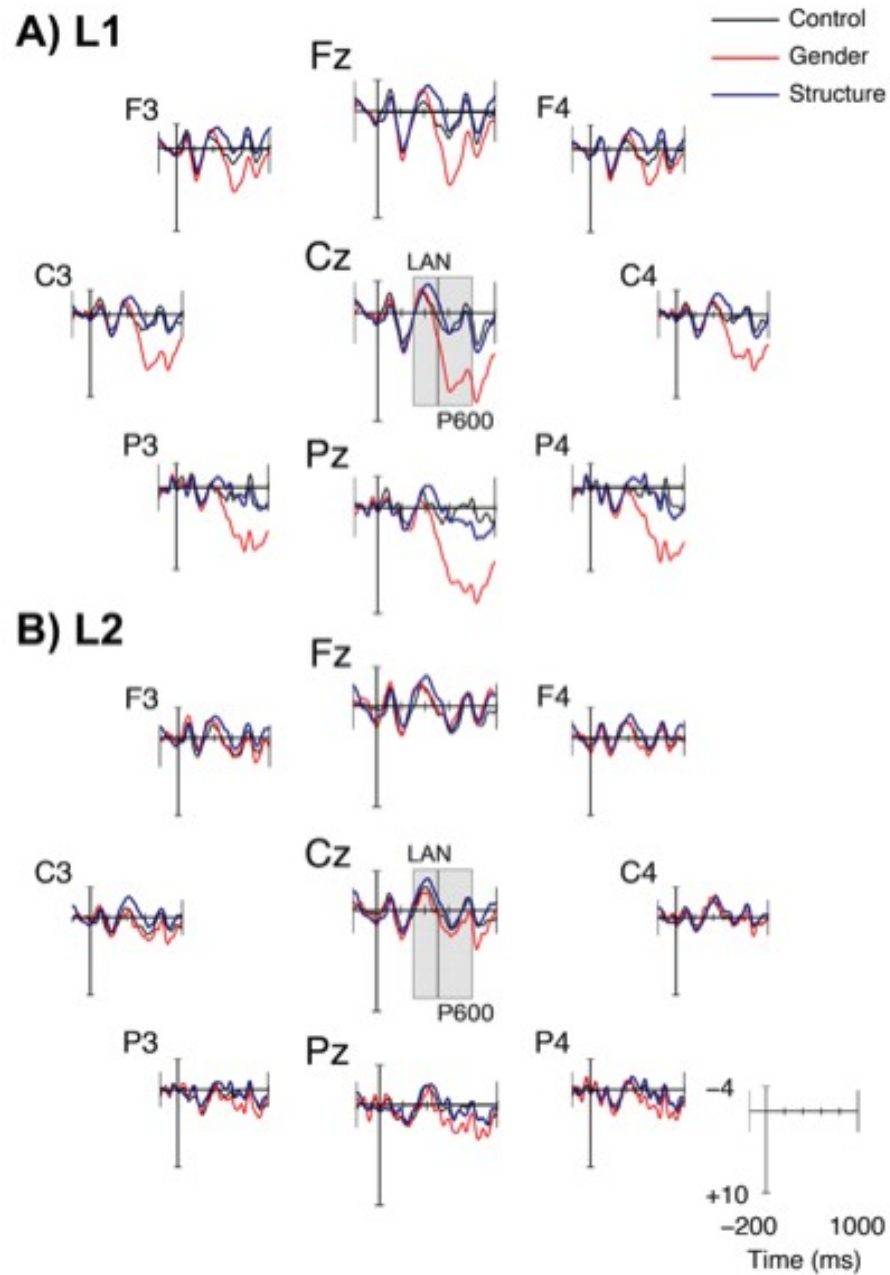 A) L1
Control
Gender
Structure
Fz
F3
F4
LAN
Cz
C3
C4
P600
P3
Pz
P4
B) L2
Fz
F3
F4
LAN
Cz
C3
C4
P600
P3
Pz
P4
−4
+10
−200 1000
Time (ms)